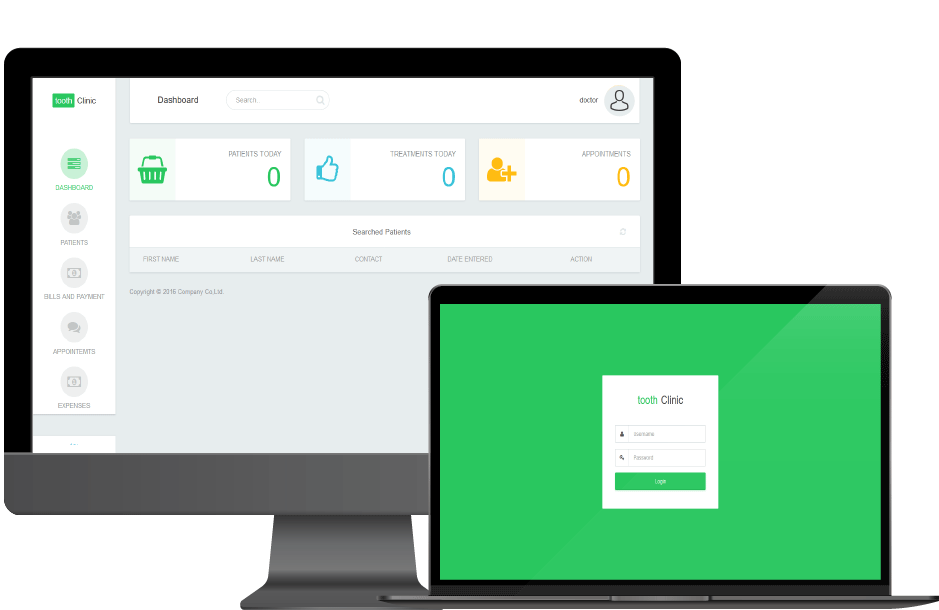 tooth Clinic
Dashboard
Search
doctor
DASHBOARD
PATIENTS
BILLS AND PAYMENT
APPOINTEMTS
EXPENSES
PATIENTS TODAY
0
TREATMENTS TODAY
0
APPOINTMENTS
0
Searched Patients
FIRST NAME LAST NAME CONTACT DATE ENTERED ACTION
Copyright © 2016 Company Co,Ltd.
tooth Clinic
Username
Password
Login